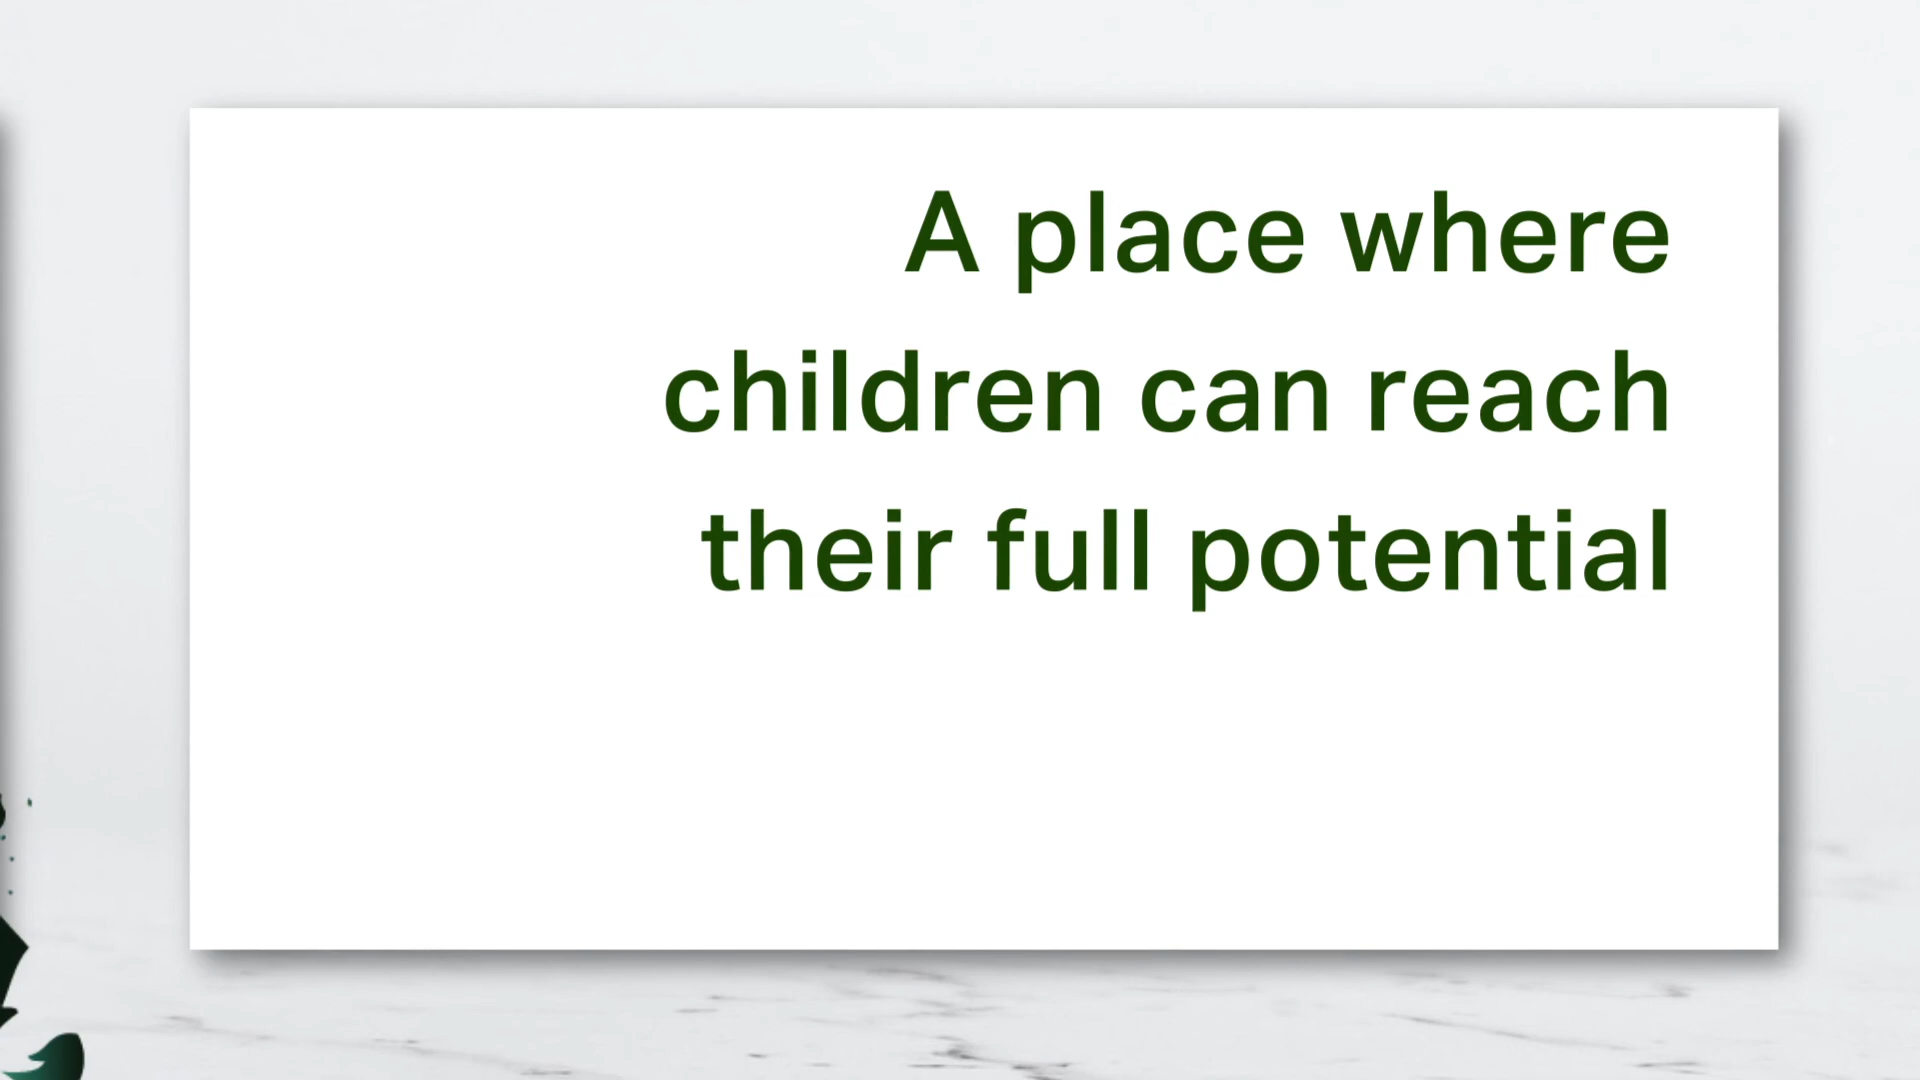 A place where
children can reach
their full potential